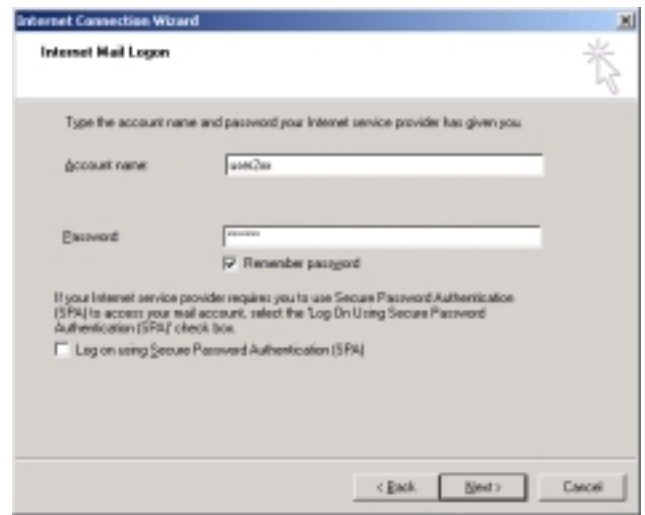 Internet Connection Wizard
Internet Mail Logon
Type the account name and password your Internet service provider has given you.
Account name:
user2xx
Password:
Remember password
If your Internet service provider requires you to use Secure Password Authentication
(SPA) to access your mail account, select the 'Log On Using Secure Password
Authentication (SPA)' check box.
Log on using Secure Password Authentication (SPA)
< Back
Next >
Cancel